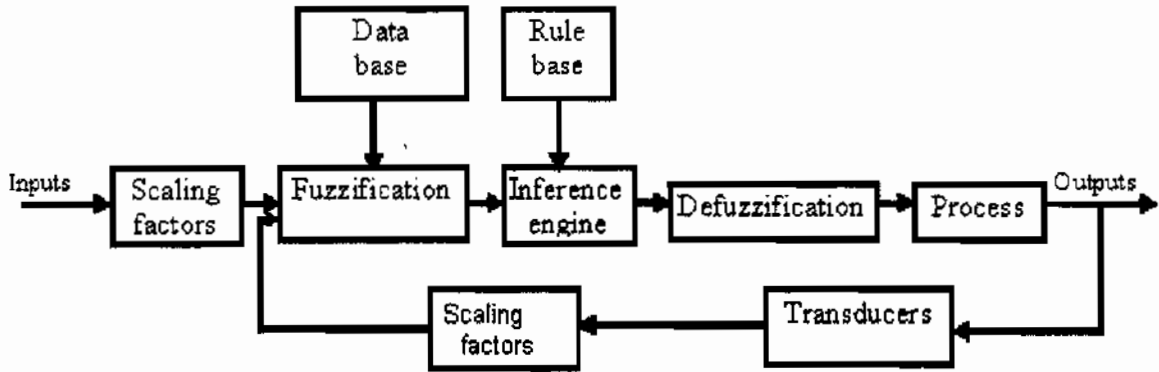 Data
base
Rule
base
Inputs
Scaling
factors
Fuzzification
Inference
engine
Defuzzification
Process
Outputs
Scaling
factors
Transducers